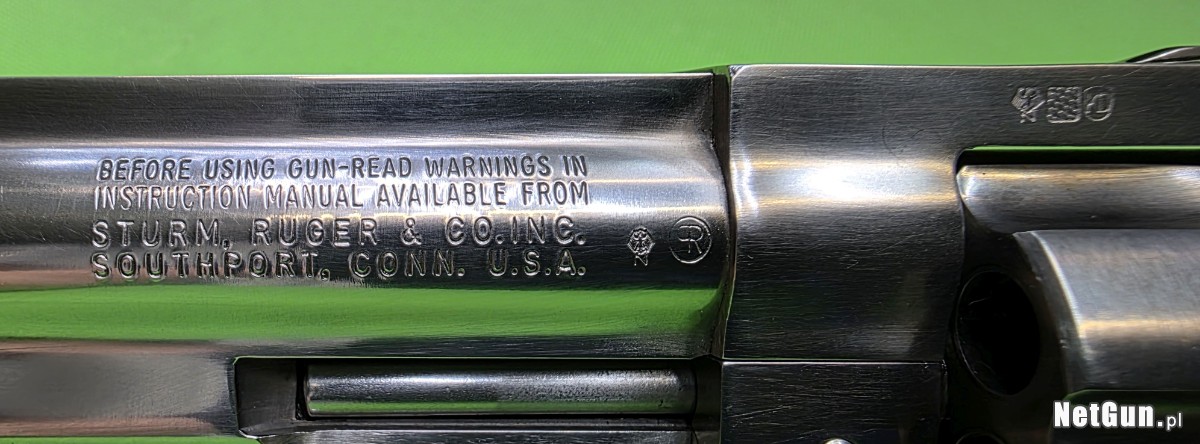 BEFORE USING GUN-READ WARNINGS IN
INSTRUCTION MANUAL AVAILABLE FROM
STURM, RUGER & CO. INC.
SOUTHPORT, CONN. U.S.A.
NetGun.pl